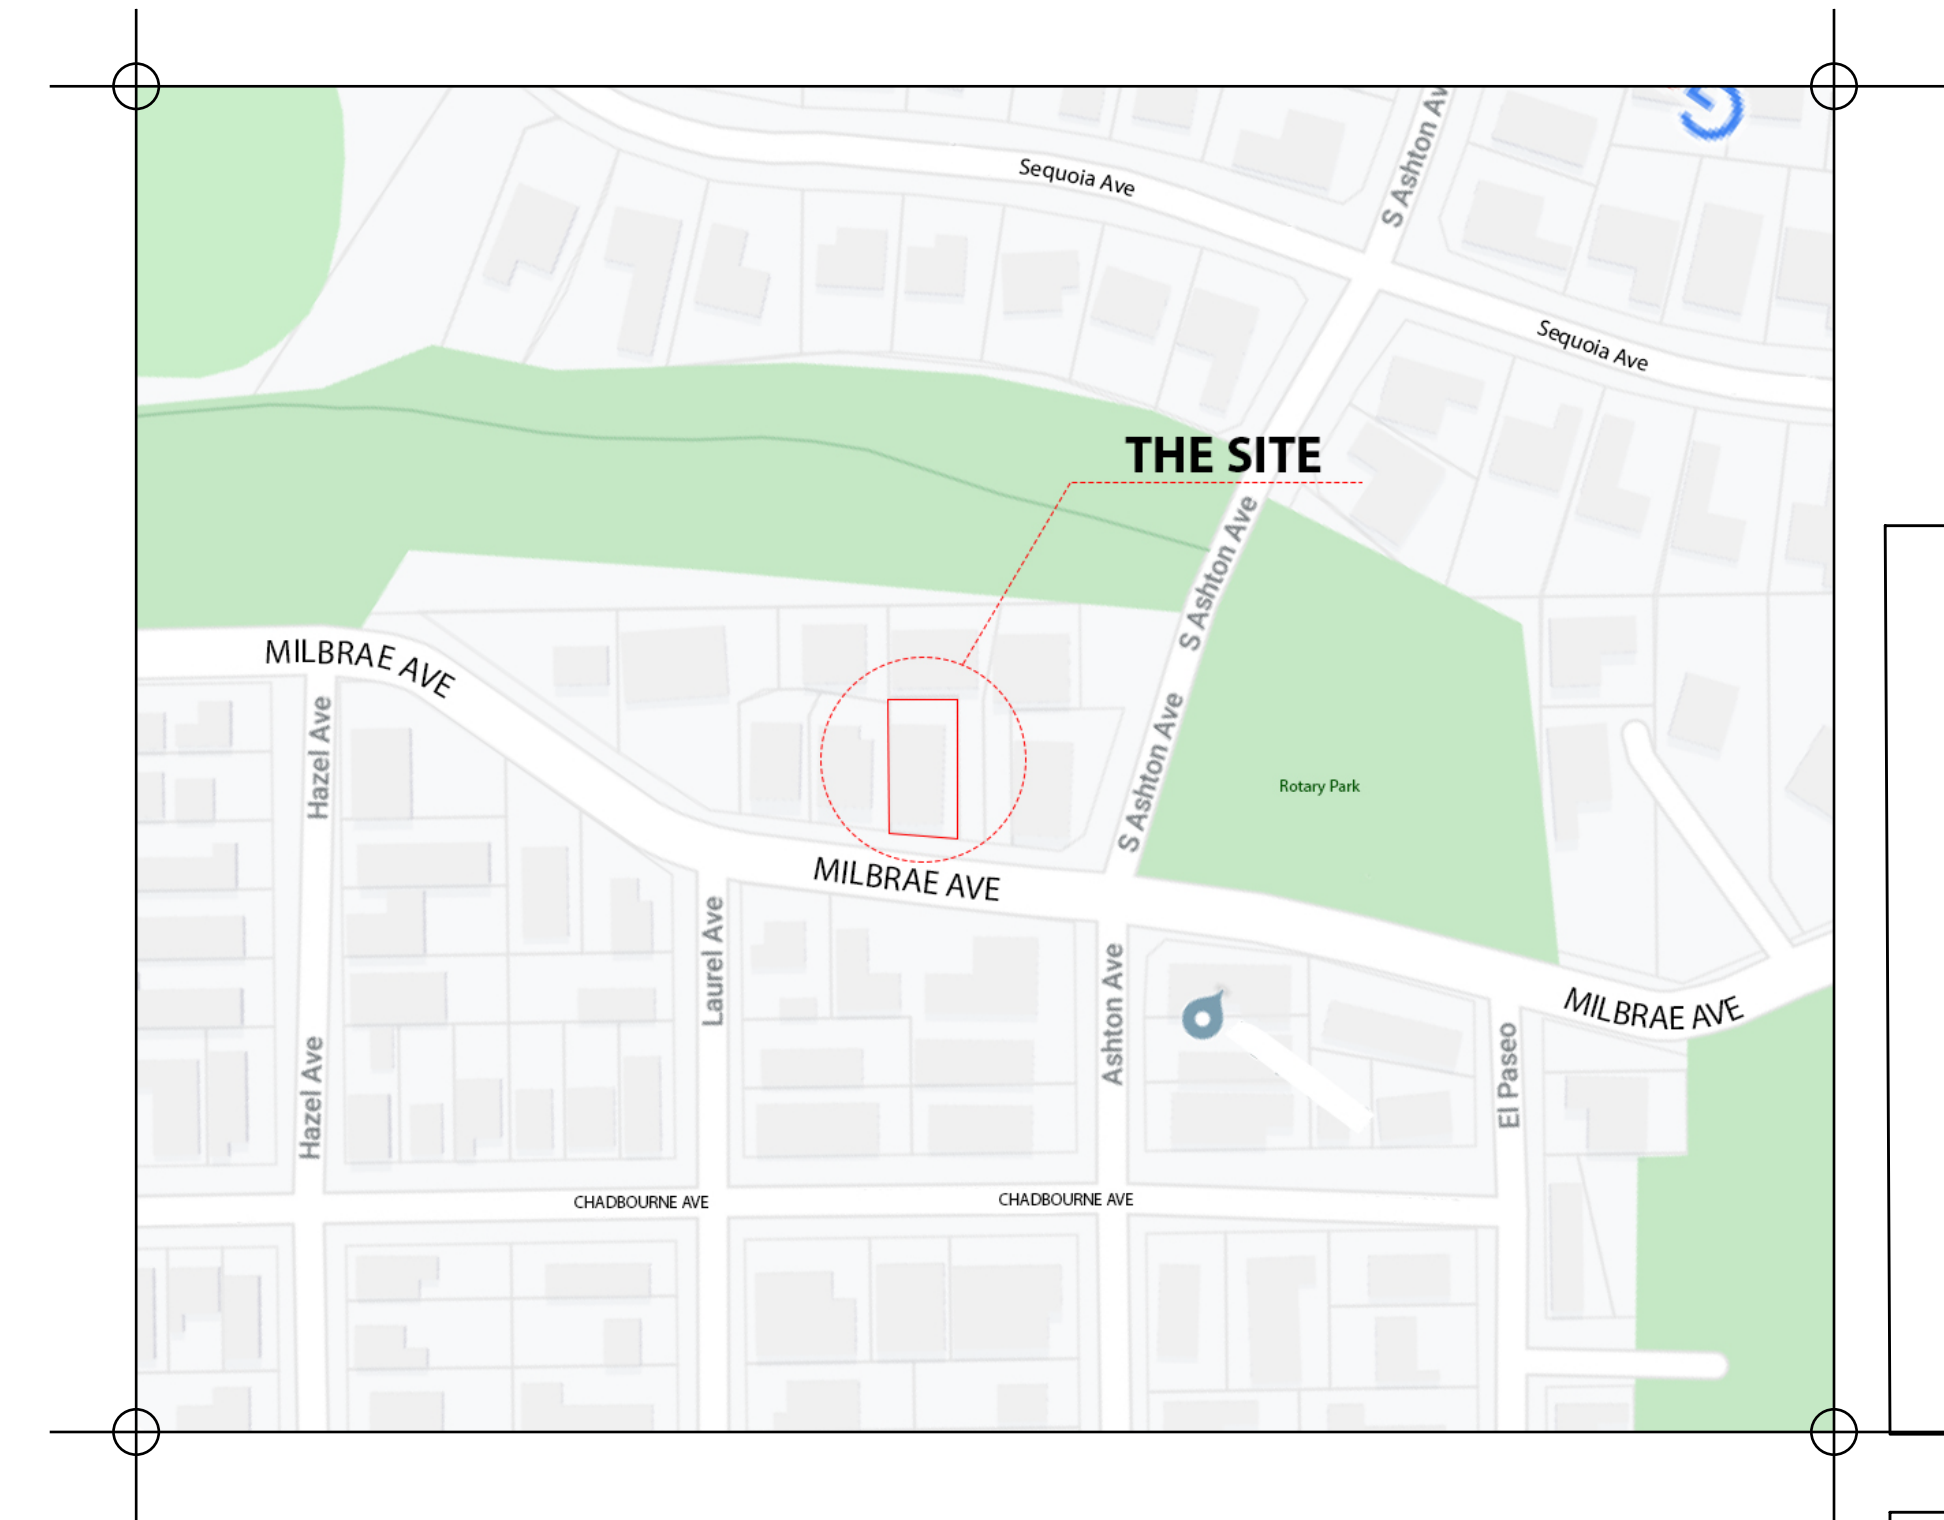 S Ashton Av
Sequoia Ave
Sequoia Ave
THE SITE
S Ashton Ave
MILBRAE AVE
Hazel Ave
S Ashton Ave
Rotary Park
MILBRAE AVE
Laurel Ave
Ashton Ave
MILBRAE AVE
El Paseo
Hazel Ave
CHADBOURNE AVE
CHADBOURNE AVE